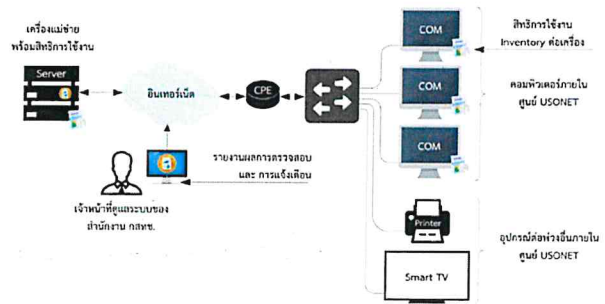 เครื่องแม่ข่าย
พร้อมสิทธิการใช้งาน
Server
อินเทอร์เน็ต
CPE
COM
COM
COM
สิทธิการใช้งาน
Inventory ต่อเครื่อง
คอมพิวเตอร์ภายใน
ศูนย์ USONET
รายงานผลการตรวจสอบ
และ การแจ้งเตือน
เจ้าหน้าที่ดูแลระบบของ
สำนักงาน กสทช.
Printer
Smart TV
อุปกรณ์ต่อพ่วงอื่นภายใน
ศูนย์ USONET